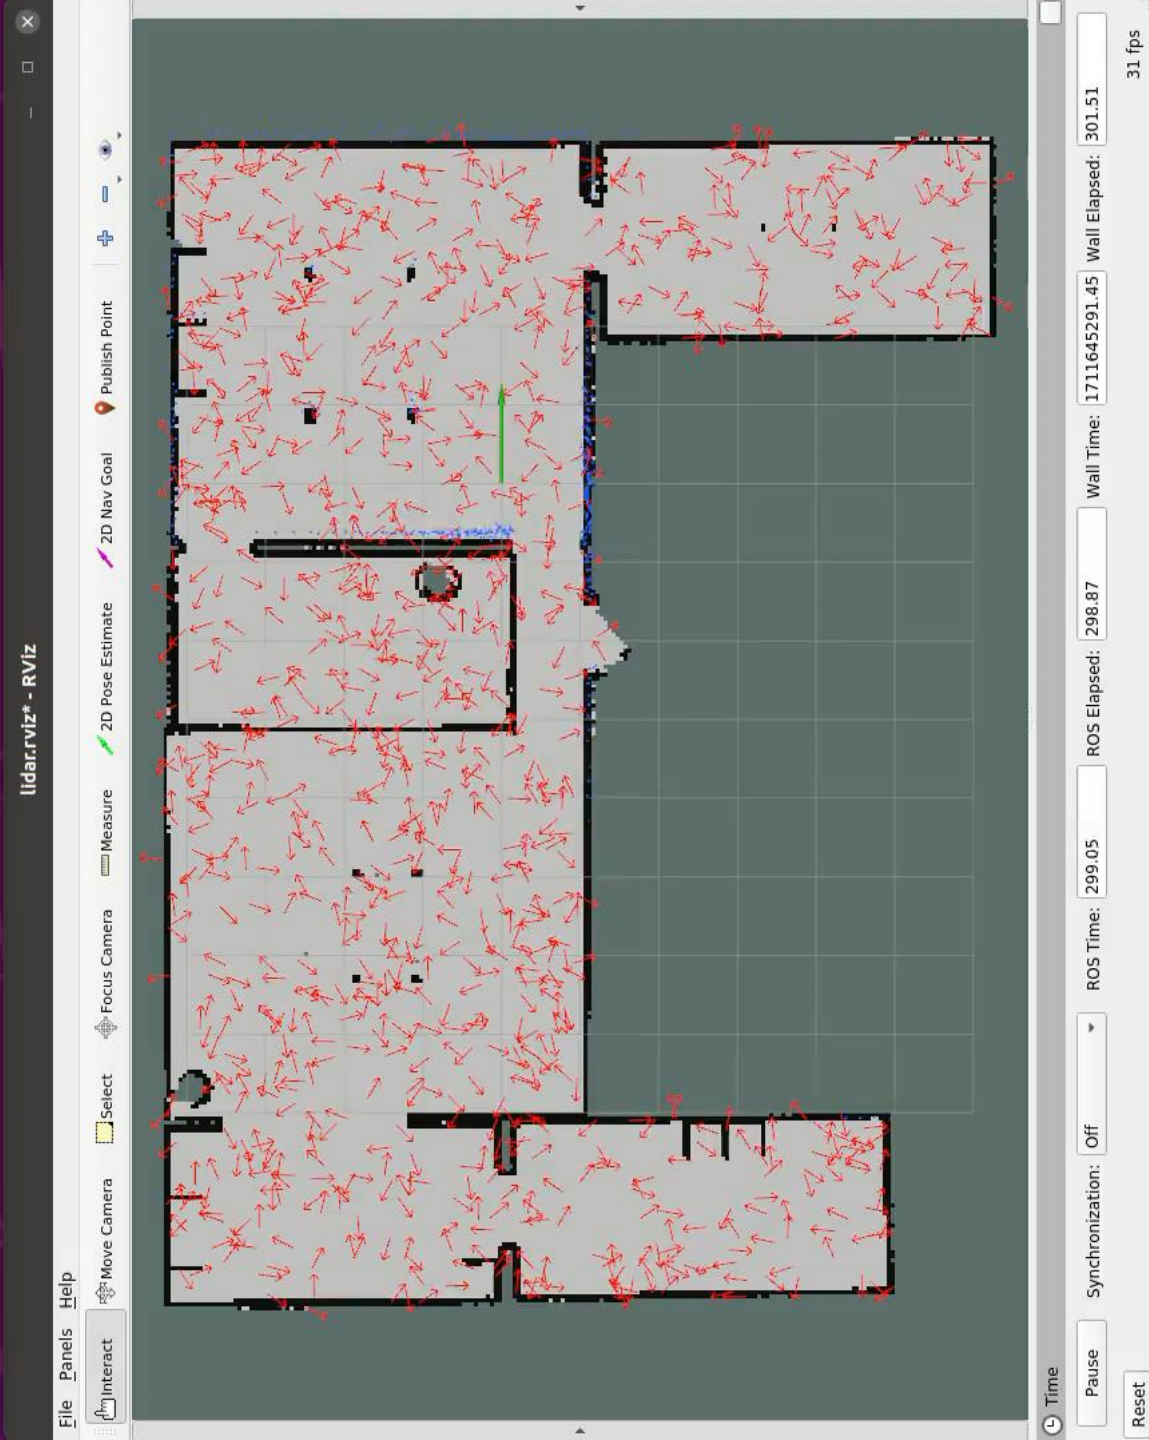 lidar.rviz* - RViz
File Panels Help
Interact Move Camera Select Focus Camera Measure 2D Pose Estimate 2D Nav Goal Publish Point
Time
Pause Synchronization: Off ROS Time: 299.05 ROS Elapsed: 298.87 Wall Time: 1711645291.45 Wall Elapsed: 301.51
Reset 31 fps